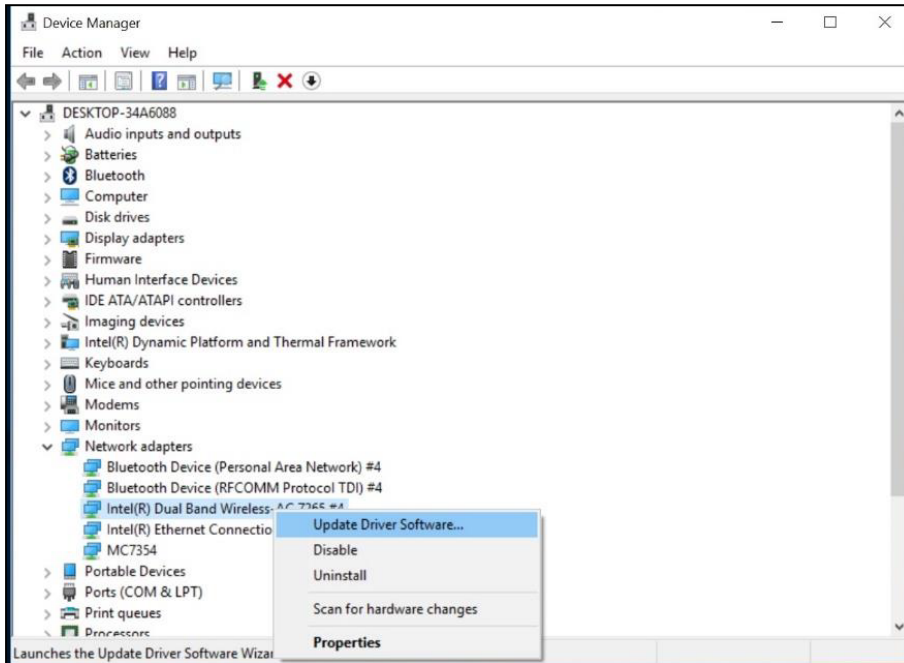 Device Manager
File Action View Help
DESKTOP-34A6088
Audio inputs and outputs
Batteries
Bluetooth
Computer
Disk drives
Display adapters
Firmware
Human Interface Devices
IDE ATA/ATAPI controllers
Imaging devices
Intel(R) Dynamic Platform and Thermal Framework
Keyboards
Mice and other pointing devices
Modems
Monitors
Network adapters
Bluetooth Device (Personal Area Network) #4
Bluetooth Device (RFCOMM Protocol TDI) #4
Intel(R) Dual Band Wireless-AC 7265 #4
Intel(R) Ethernet Connectio
MC7354
Portable Devices
Ports (COM & LPT)
Print queues
Processors
Update Driver Software...
Disable
Uninstall
Scan for hardware changes
Properties
Launches the Update Driver Software Wizar